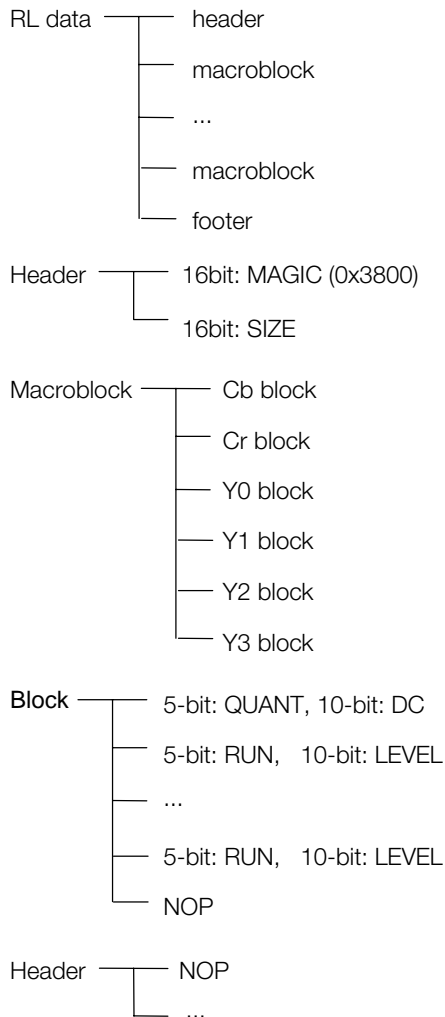 RL data header
macroblock
...
macroblock
footer
Header 16bit: MAGIC (0x3800)
16bit: SIZE
Macroblock Cb block
Cr block
Y0 block
Y1 block
Y2 block
Y3 block
Block 5-bit: QUANT, 10-bit: DC
5-bit: RUN, 10-bit: LEVEL
...
5-bit: RUN, 10-bit: LEVEL
NOP
Header NOP
...